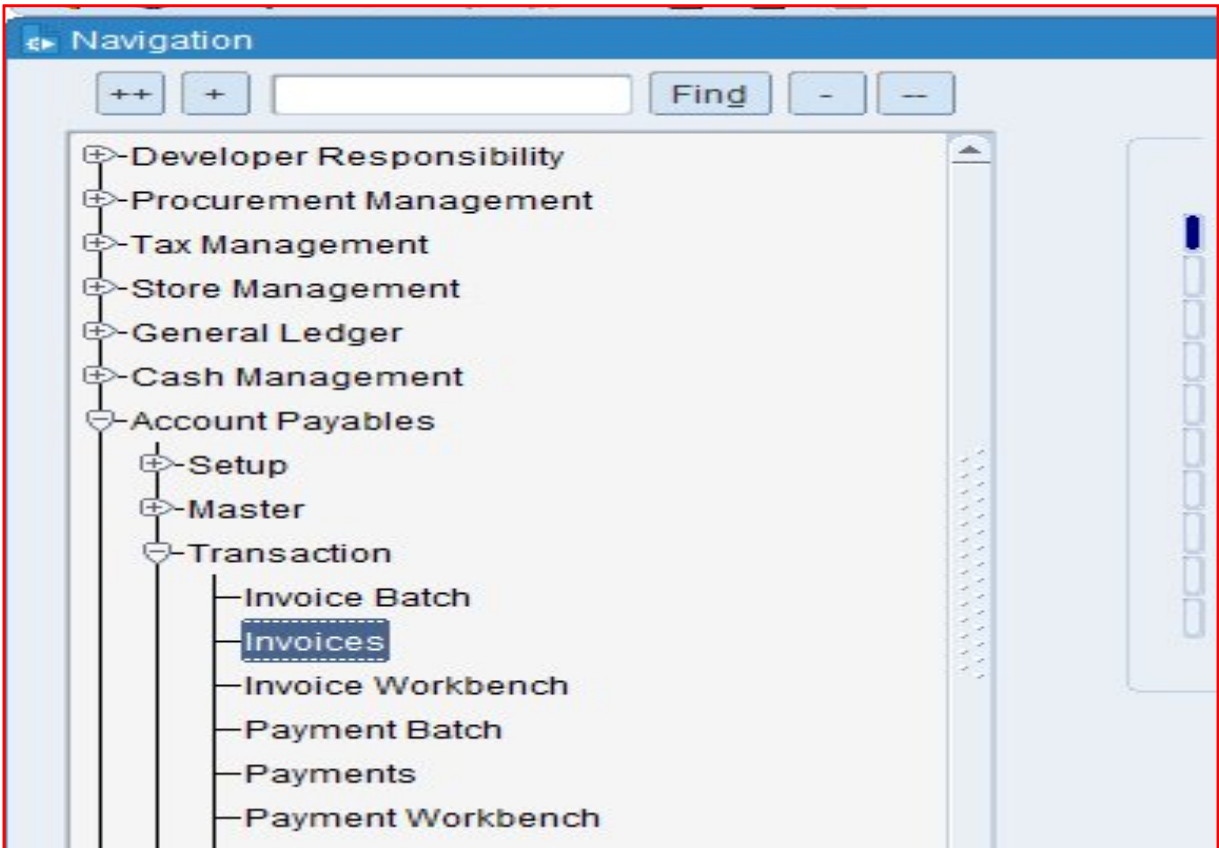 Navigation
++ + Find - --
Developer Responsibility
Procurement Management
Tax Management
Store Management
General Ledger
Cash Management
Account Payables
Setup
Master
Transaction
Invoice Batch
Invoices
Invoice Workbench
Payment Batch
Payments
Payment Workbench